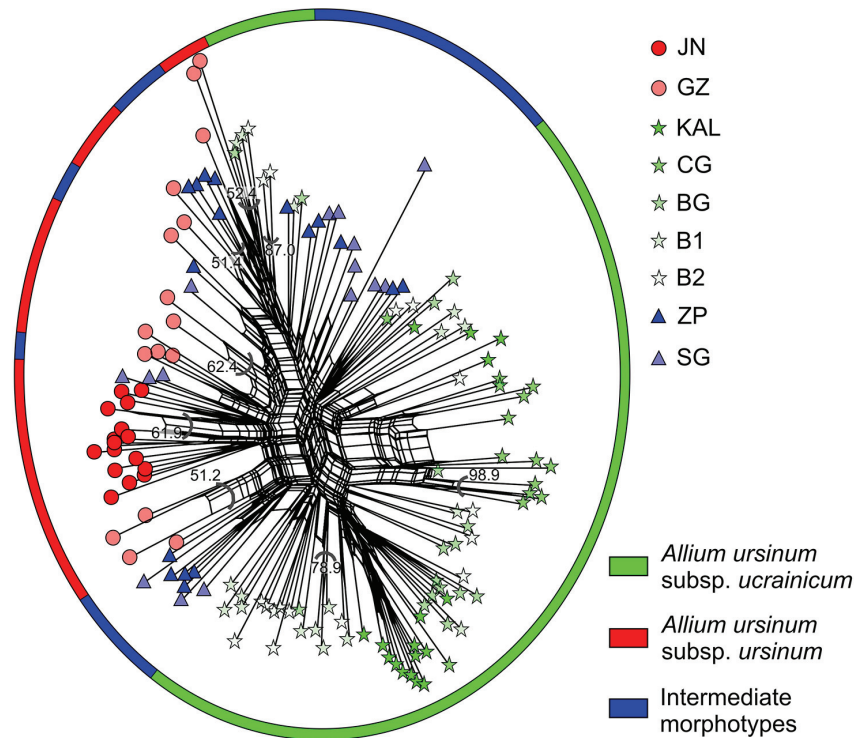 JN
GZ
KAL
CG
BG
B1
B2
ZP
SG
52.4
87.0
51.4
62.4
61.9
51.2
98.9
78.9
Allium ursinum
subsp. ucrainicum
Allium ursinum
subsp. ursinum
Intermediate
morphotypes